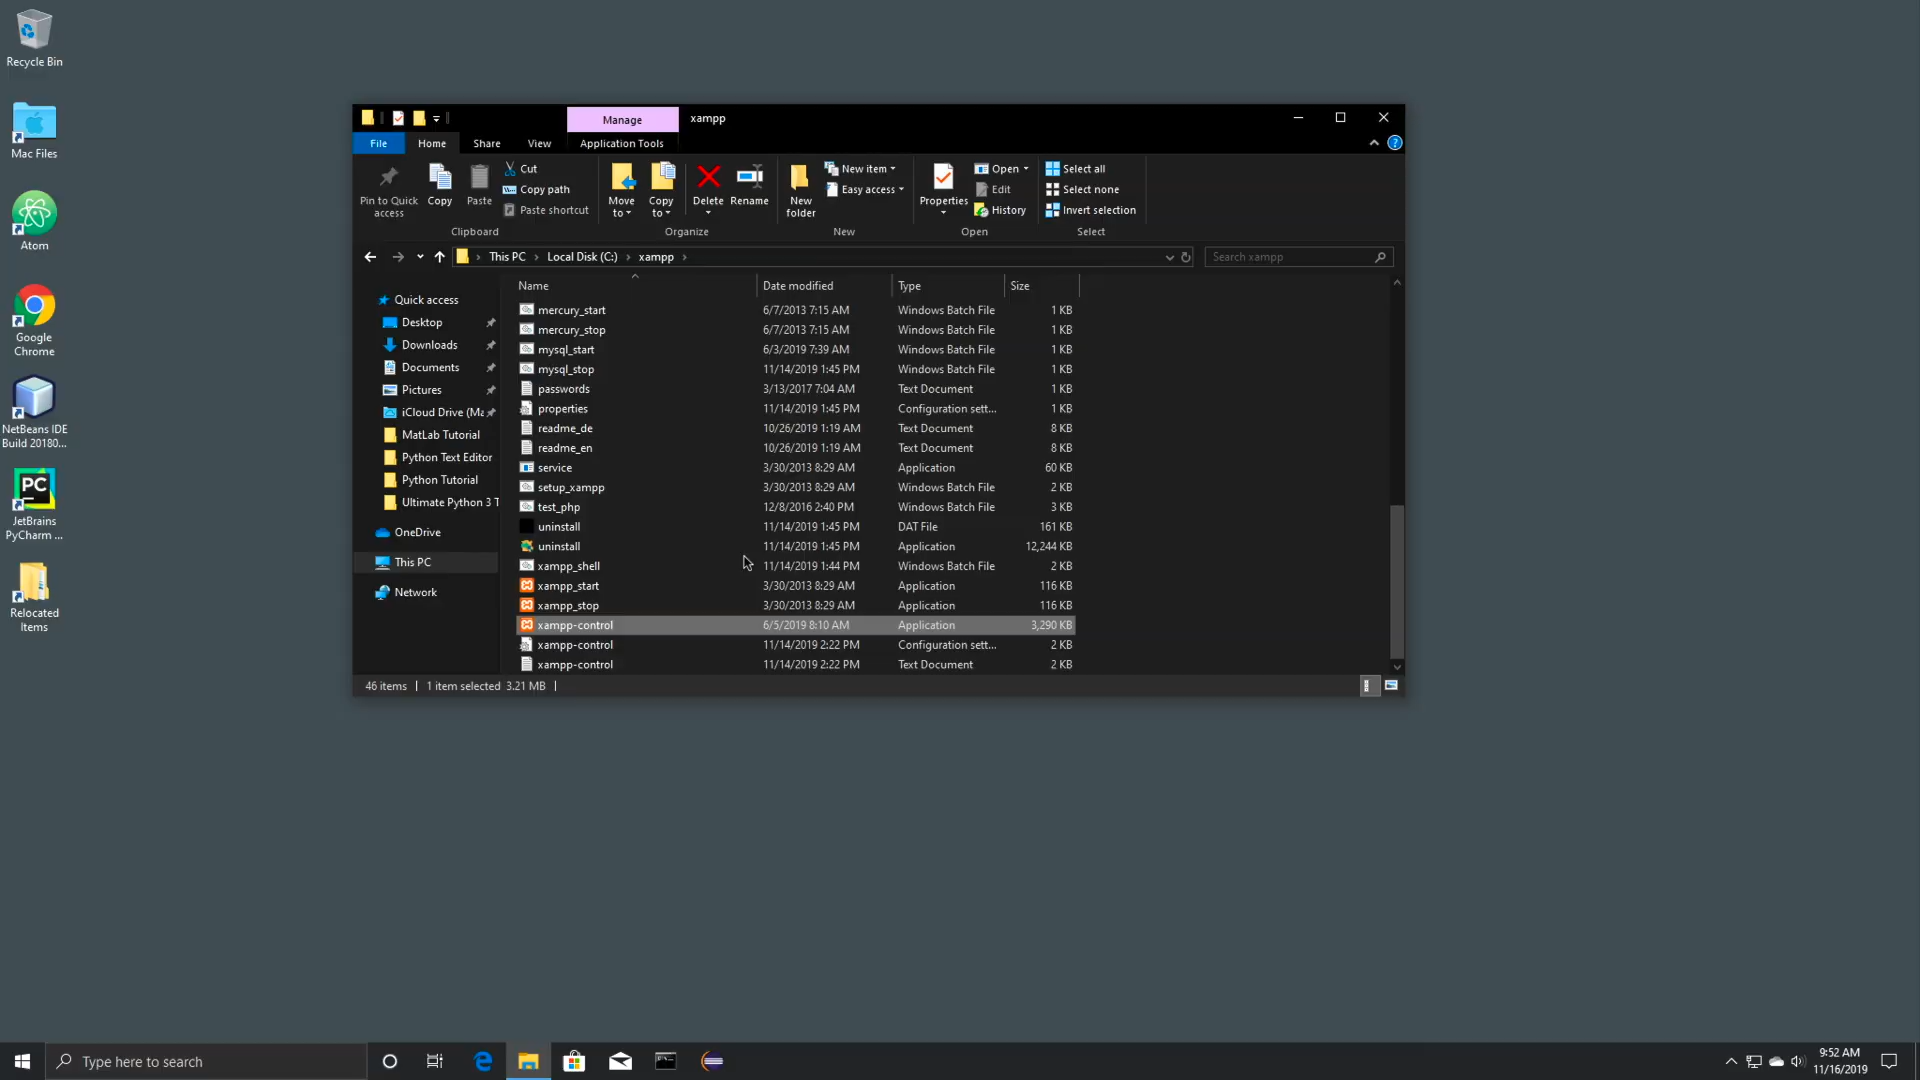 Recycle Bin
Mac Files
Atom
Google
Chrome
NetBeans IDE
Build 20180...
PC
JetBrains
PyCharm ...
Relocated
Items
Manage
xampp
File
Home
Share
View
Application Tools
Pin to Quick
access
Copy
Paste
Cut
Copy path
Paste shortcut
Clipboard
Move
to
Copy
to
Delete
Rename
Organize
New
folder
New item
Easy access
New
Properties
Open
Edit
History
Open
Select all
Select none
Invert selection
Select
This PC
Local Disk (C:)
xampp
Search xampp
Quick access
Desktop
Downloads
Documents
Pictures
iCloud Drive (Ma
MatLab Tutorial
Python Text Editor
Python Tutorial
Ultimate Python 3 T
OneDrive
This PC
Network
Name Date modified Type Size
mercury_start 6/7/2013 7:15 AM Windows Batch File 1 KB
mercury_stop 6/7/2013 7:15 AM Windows Batch File 1 KB
mysql_start 6/3/2019 7:39 AM Windows Batch File 1 KB
mysql_stop 11/14/2019 1:45 PM Windows Batch File 1 KB
passwords 3/13/2017 7:04 AM Text Document 1 KB
properties 11/14/2019 1:45 PM Configuration sett... 1 KB
readme_de 10/26/2019 1:19 AM Text Document 8 KB
readme_en 10/26/2019 1:19 AM Text Document 8 KB
service 3/30/2013 8:29 AM Application 60 KB
setup_xampp 3/30/2013 8:29 AM Windows Batch File 2 KB
test_php 12/8/2016 2:40 PM Windows Batch File 3 KB
uninstall 11/14/2019 1:45 PM DAT File 161 KB
uninstall 11/14/2019 1:45 PM Application 12,244 KB
xampp_shell 11/14/2019 1:44 PM Windows Batch File 2 KB
xampp_start 3/30/2013 8:29 AM Application 116 KB
xampp_stop 3/30/2013 8:29 AM Application 116 KB
xampp-control 6/5/2019 8:10 AM Application 3,290 KB
xampp-control 11/14/2019 2:22 PM Configuration sett... 2 KB
xampp-control 11/14/2019 2:22 PM Text Document 2 KB
46 items 1 item selected 3.21 MB
Type here to search
9:52 AM
11/16/2019